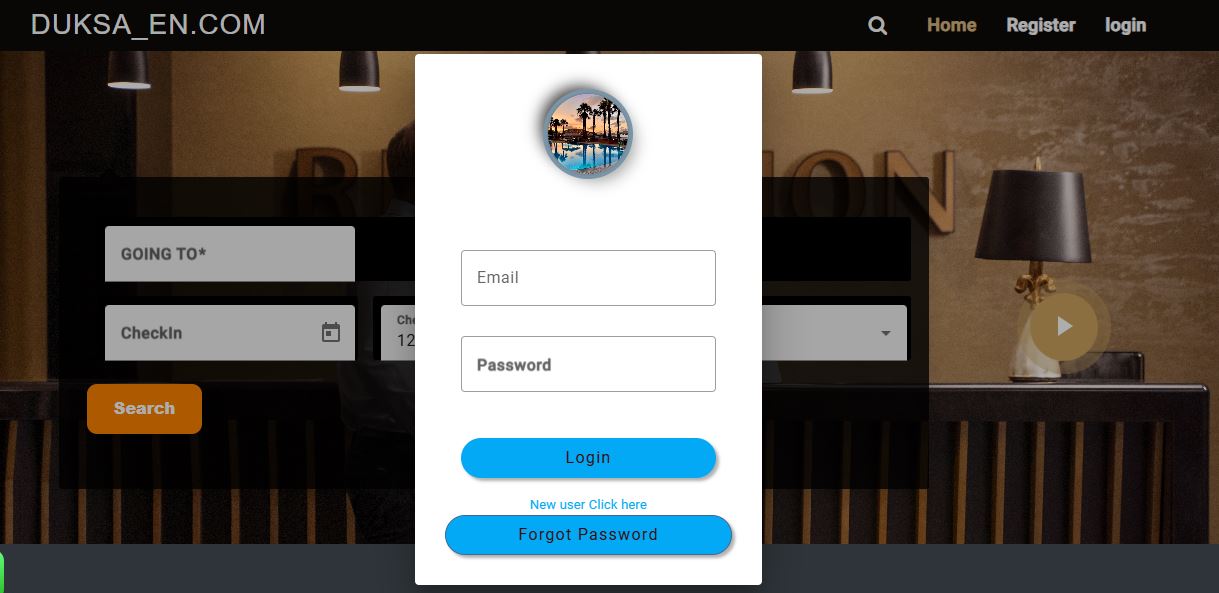 DUKSA_EN.COM
Home Register login
GOING TO*
CheckIn
12
Search
Email
Password
Login
New user Click here
Forgot Password